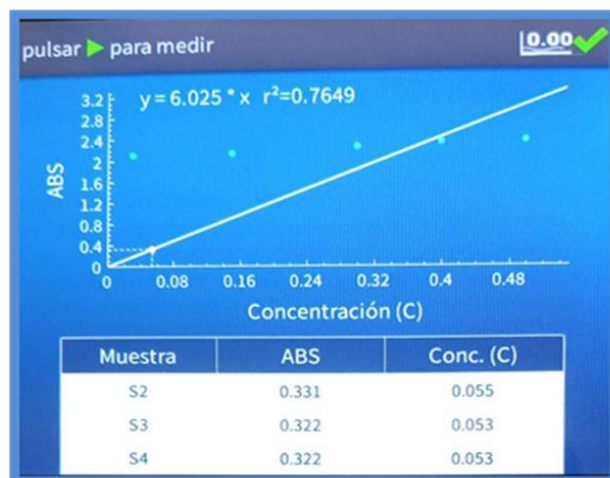 pulsar ▶ para medir 0.00
y = 6.025 * x r²=0.7649
3.2
2.8
2.4
2
1.6
1.2
0.8
0.4
0
ABS
0 0.08 0.16 0.24 0.32 0.4 0.48
Concentración (C)
Muestra ABS Conc. (C)
S2 0.331 0.055
S3 0.322 0.053
S4 0.322 0.053